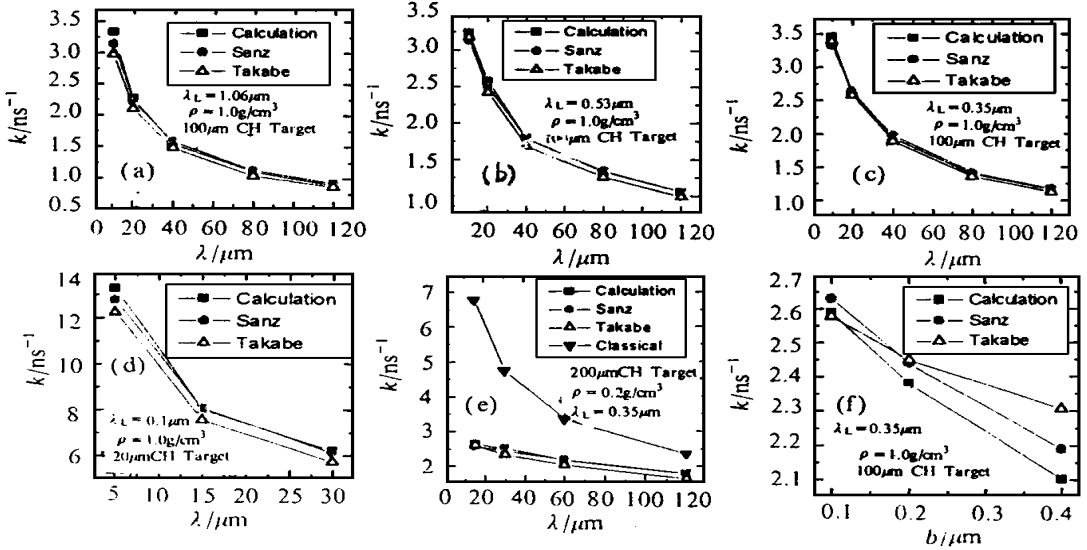 4.0
3.5
3.0
2.5
2.0
1.5
1.0
0.5
k/ns⁻¹
Calculation
Sanz
Takabe
λL = 1.06μm
ρ = 1.0g/cm³
100μm CH Target
(a)
0 20 40 60 80 100 120
λ/μm
3.5
3.0
2.5
2.0
1.5
1.0
k/ns⁻¹
Calculation
Sanz
Takabe
λL = 0.53μm
ρ = 1.0g/cm³
μm CH Target
(b)
0 20 40 60 80 100 120
λ/μm
3.5
3.0
2.5
2.0
1.5
1.0
k/ns⁻¹
Calculation
Sanz
Takabe
λL = 0.35μm
ρ = 1.0g/cm³
100μm CH Target
(c)
0 20 40 60 80 100 120
λ/μm
14
12
10
8
6
k/ns⁻¹
Calculation
Sanz
Takabe
(d)
λL = 0.1μm
ρ = 1.0g/cm³
20μmCH Target
5 10 15 20 25 30
λ/μm
7
6
5
4
3
2
k/ns⁻¹
Calculation
Sanz
Takabe
Classical
200μmCH Target
ρ = 0.2g/cm³
λL = 0.35μm
(e)
0 20 40 60 80 100 120
λ/μm
2.7
2.6
2.5
2.4
2.3
2.2
2.1
k/ns⁻¹
Calculation
Sanz
Takabe
(f)
λL = 0.35μm
ρ = 1.0g/cm³
100μm CH Target
0.1 0.2 0.3 0.4
b/μm